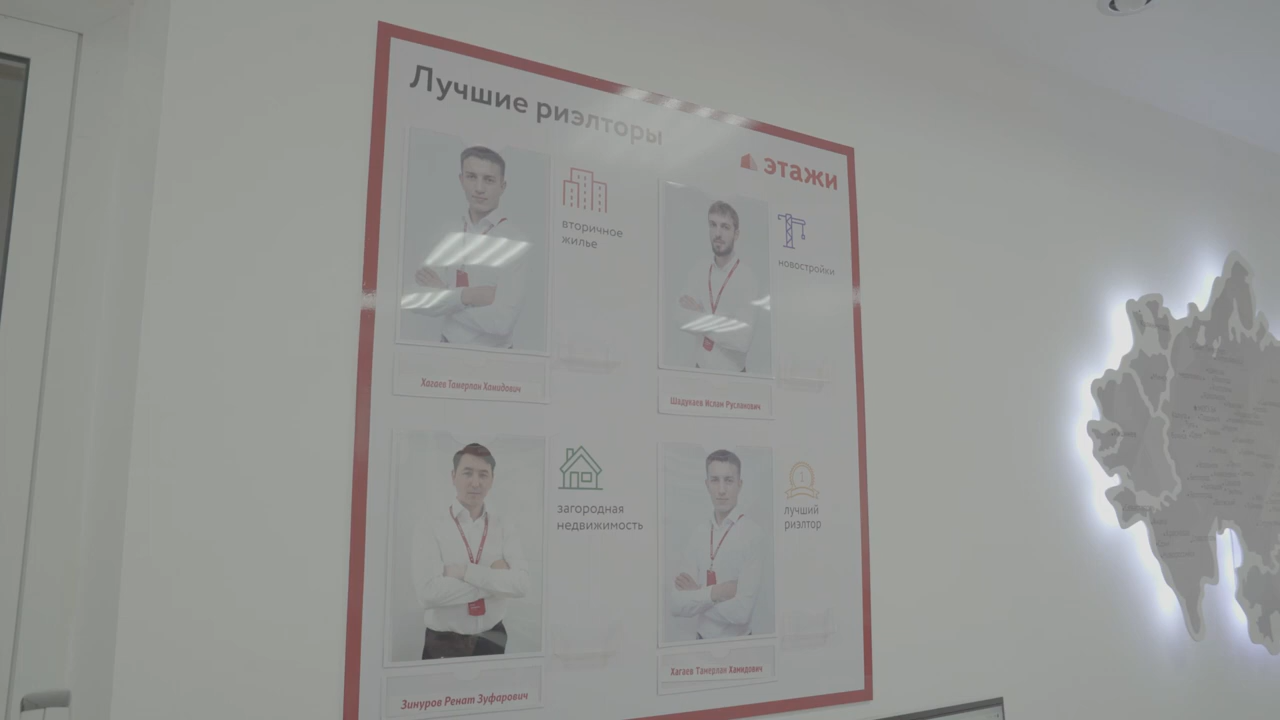 Лучшие риэлторы
этажи
вторичное
жилье
новостройки
Хагаев Тамерлан Хамидович
Шадукаев Ислам Русланович
загородная
недвижимость
1
лучший
риэлтор
Зинуров Ренат Зуфарович
Хагаев Тамерлан Хамидович